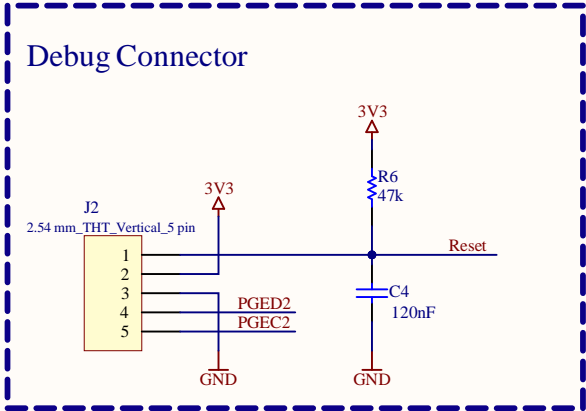 Debug Connector
3V3
R6
47k
3V3
J2
2.54 mm_THT_Vertical_5 pin
1
Reset
2
3
C4
4
PGED2
120nF
5
PGEC2
GND
GND